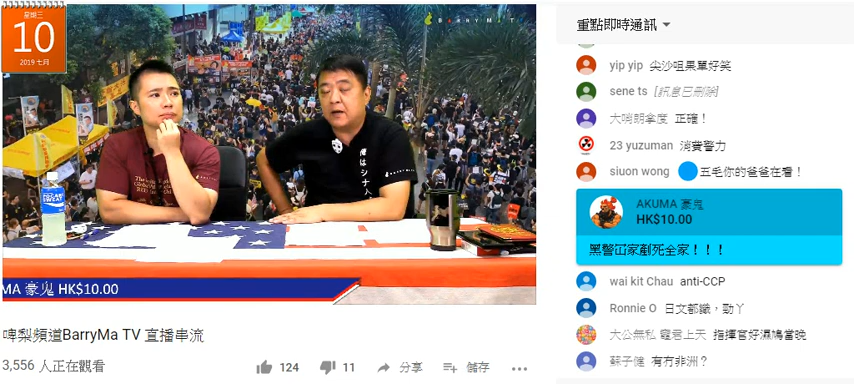 星期三
10
2019 七月
BARRYMA T
POCARI
SWEAT
MA 豪鬼 HK$10.00
啤梨頻道BarryMa TV 直播串流
3,556 人正在觀看
124
11
分享
儲存
重點即時通訊
yip yip 尖沙咀果單好笑
sene ts [訊息已刪除]
大哨朗拿度 正確！
23 yuzuman 消費警力
siuon wong 五毛你的爸爸在看！
AKUMA 豪鬼
HK$10.00
黑警冚家剷死全家！！！
wai kit Chau anti-CCP
Ronnie O 日文都識，勁丫
大公無私 寵君上天 指揮官好濕鳩當晚
蘇子健 有冇非洲？